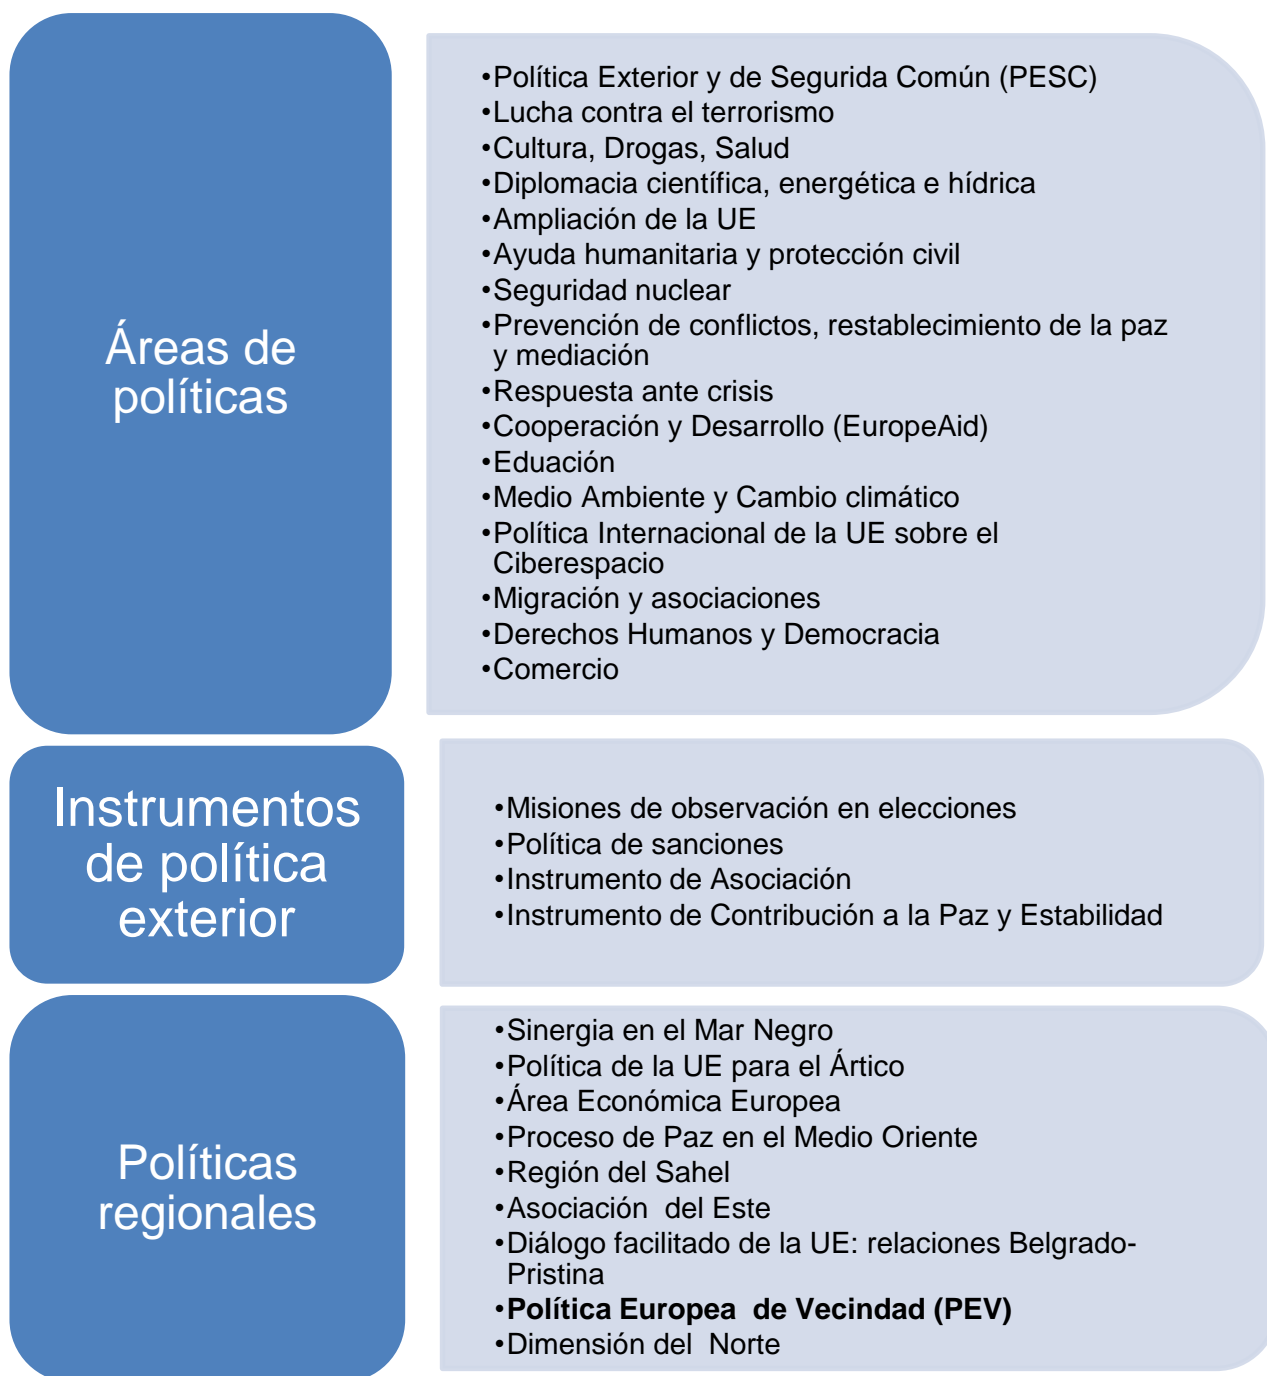 Áreas de
políticas
•Política Exterior y de Segurida Común (PESC)
•Lucha contra el terrorismo
•Cultura, Drogas, Salud
•Diplomacia científica, energética e hídrica
•Ampliación de la UE
•Ayuda humanitaria y protección civil
•Seguridad nuclear
•Prevención de conflictos, restablecimiento de la paz
y mediación
•Respuesta ante crisis
•Cooperación y Desarrollo (EuropeAid)
•Eduación
•Medio Ambiente y Cambio climático
•Política Internacional de la UE sobre el
Ciberespacio
•Migración y asociaciones
•Derechos Humanos y Democracia
•Comercio
Instrumentos
de política
exterior
•Misiones de observación en elecciones
•Política de sanciones
•Instrumento de Asociación
•Instrumento de Contribución a la Paz y Estabilidad
Políticas
regionales
•Sinergia en el Mar Negro
•Política de la UE para el Ártico
•Área Económica Europea
•Proceso de Paz en el Medio Oriente
•Región del Sahel
•Asociación  del Este
•Diálogo facilitado de la UE: relaciones Belgrado-
Pristina
•Política Europea  de Vecindad (PEV)
•Dimensión del  Norte